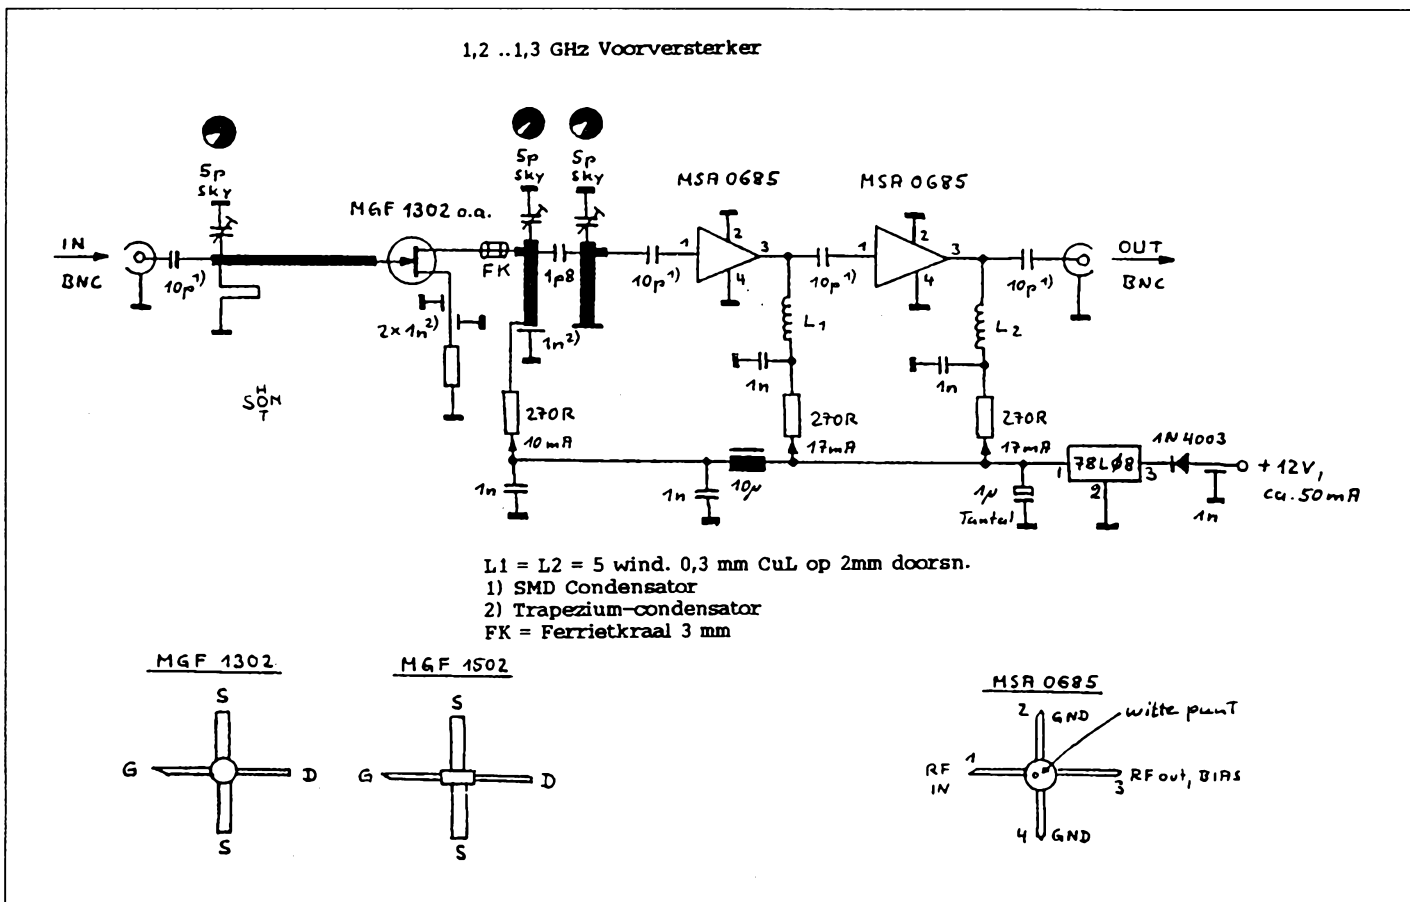 1,2 ..1,3 GHz Voorversterker
5p
sky
5p
sky
5p
sky
MSA 0685
MSA 0685
MGF 1302 o.a.
IN
BNC
10p 1)
FK
1p8
10p 1)
1
2
3
4
10p 1)
1
2
3
4
10p 1)
OUT
BNC
2x1n 2)
1n 2)
L1
L2
1n
1n
270R
10mA
270R
17mA
270R
17mA
1N4003
1n
1n
10µ
1µ
Tantal
1
78LØ8
2
3
1n
+12V,
ca. 50mA
L1 = L2 = 5 wind. 0,3 mm CuL op 2mm doorsn.
1) SMD Condensator
2) Trapezium-condensator
FK = Ferrietkraal 3 mm
MGF 1302
S
G
D
S
MGF 1502
S
G
D
S
MSA 0685
2 GND
witte punt
1
RF
IN
3
RF out, BIAS
4 GND